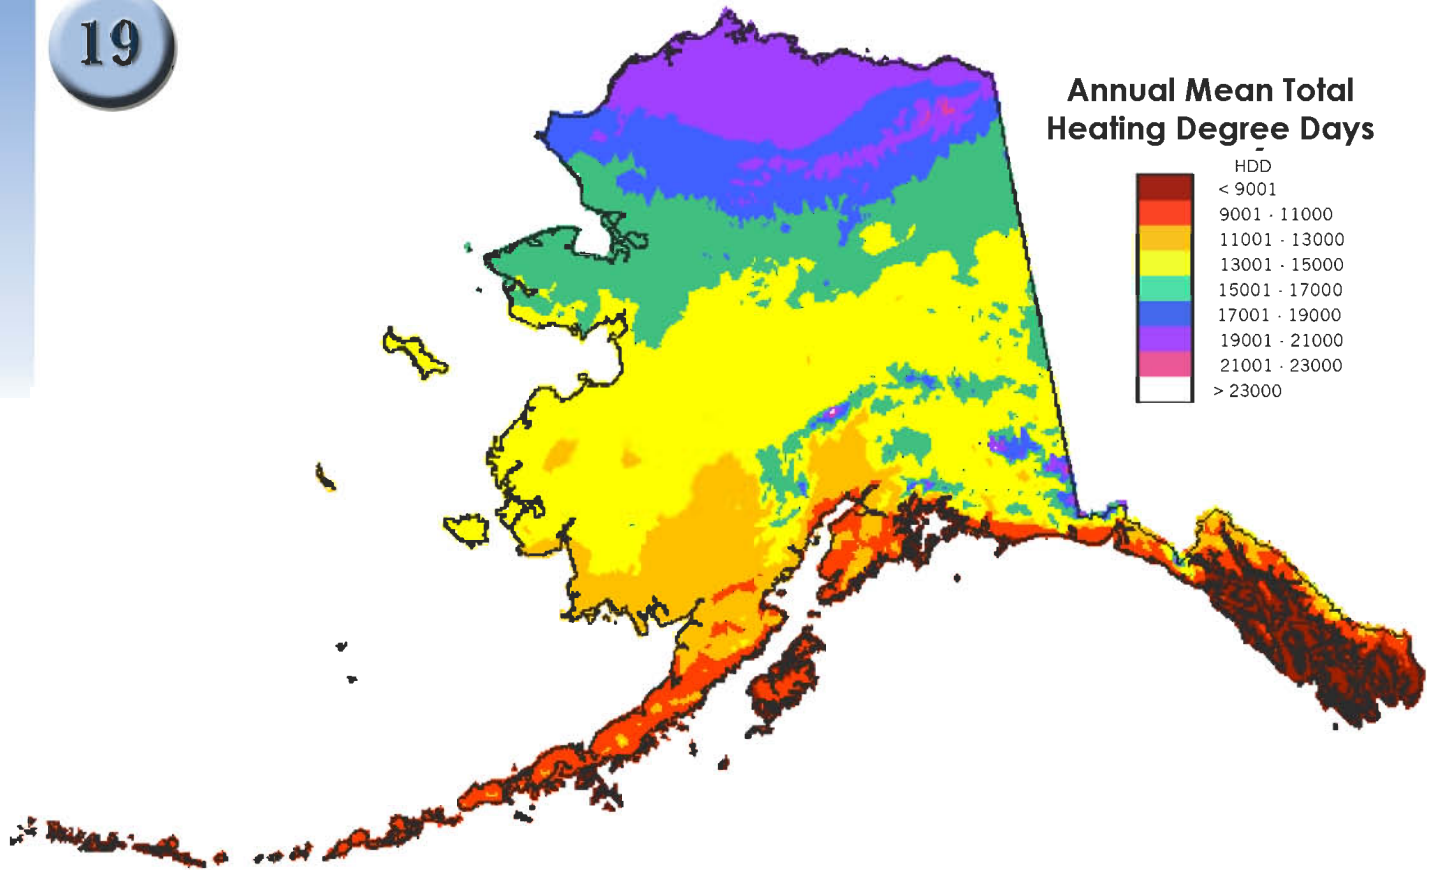 19
Annual Mean Total
Heating Degree Days
HDD
< 9001
9001 - 11000
11001 - 13000
13001 - 15000
15001 - 17000
17001 - 19000
19001 - 21000
21001 - 23000
> 23000